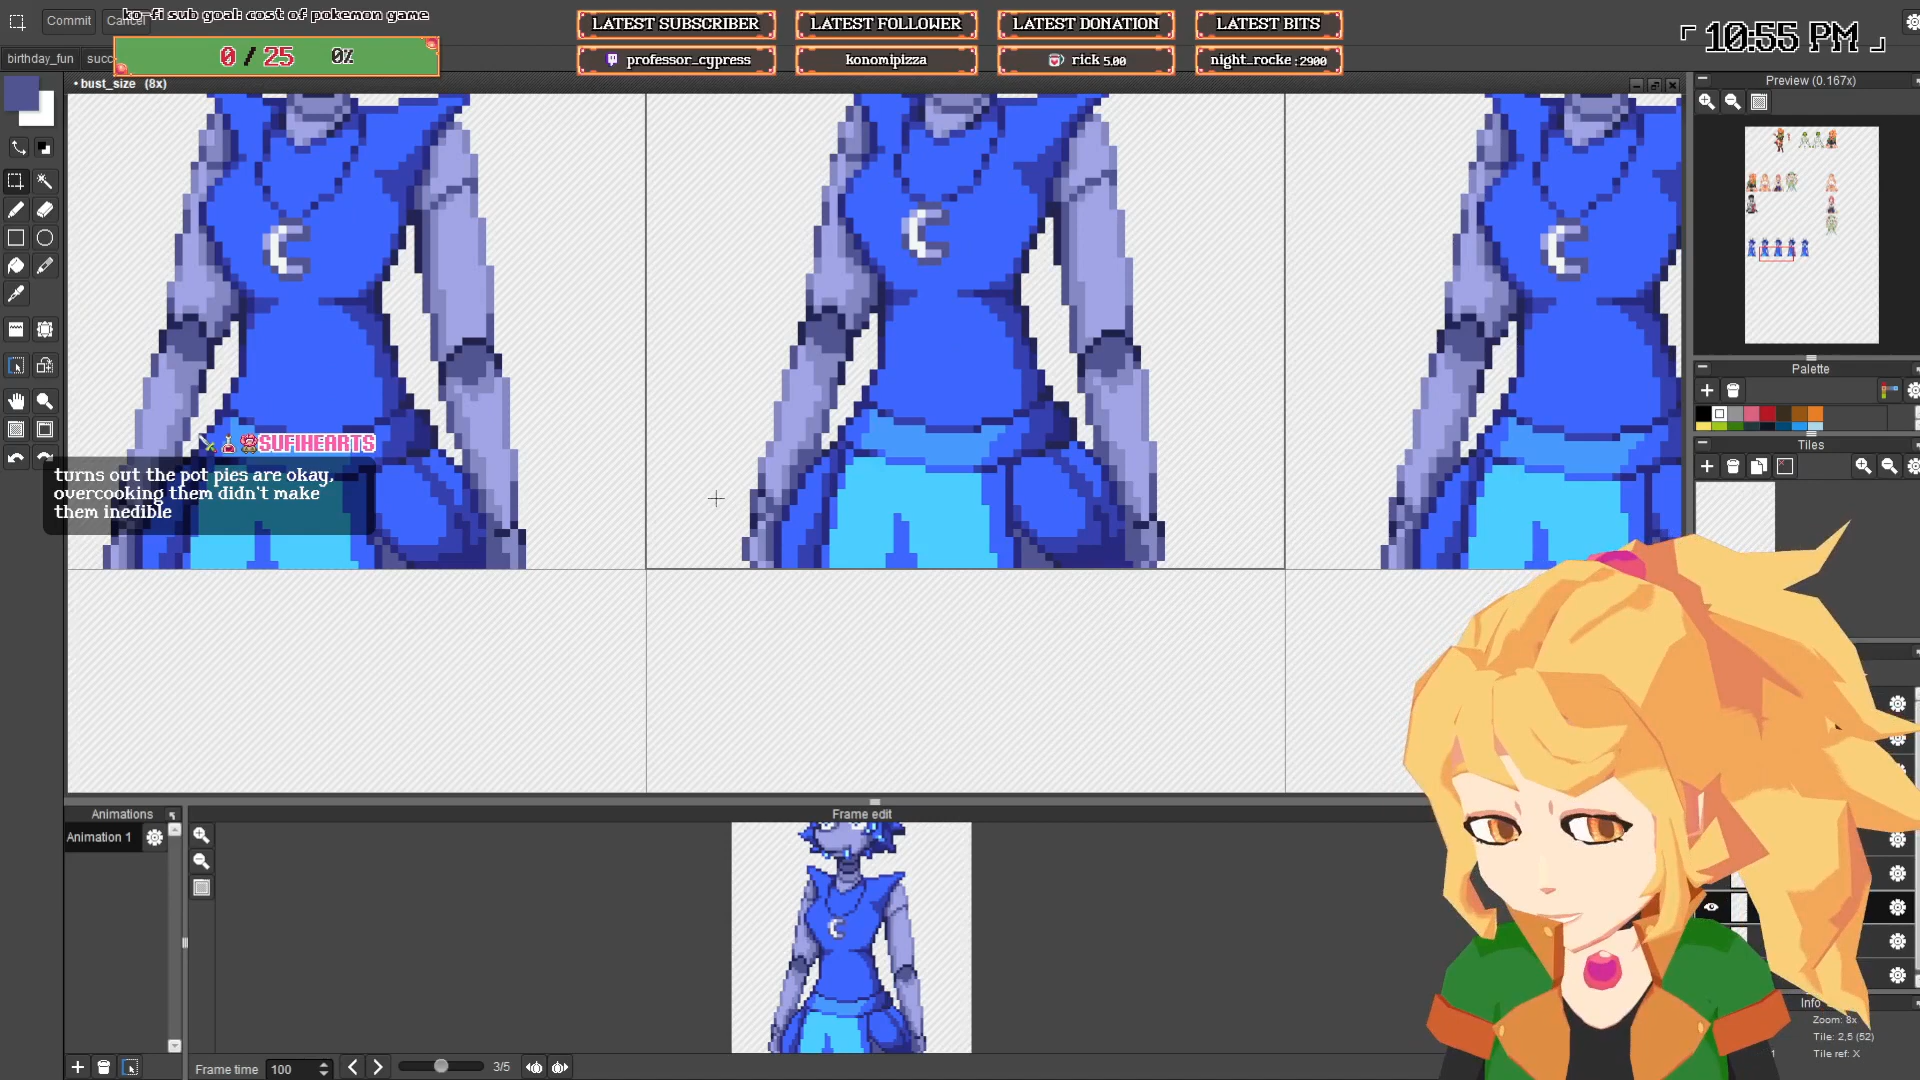 Commit
Cancel
ko-fi sub goal: cost of pokemon game
0 / 25 0%
LATEST SUBSCRIBER
LATEST FOLLOWER
LATEST DONATION
LATEST BITS
professor_cypress
konomipizza
rick 5.00
night_rocke : 2900
10:55 PM
birthday_fun
succ
• bust_size (8x)
Preview (0.167x)
Palette
Tiles
SUFIHEARTS
turns out the pot pies are okay,
overcooking them didn't make
them inedible
Animations
Animation 1
Frame edit
Frame time 100
3/5
Info
Zoom: 8x
Tile: 2,5 (52)
Tile ref: X